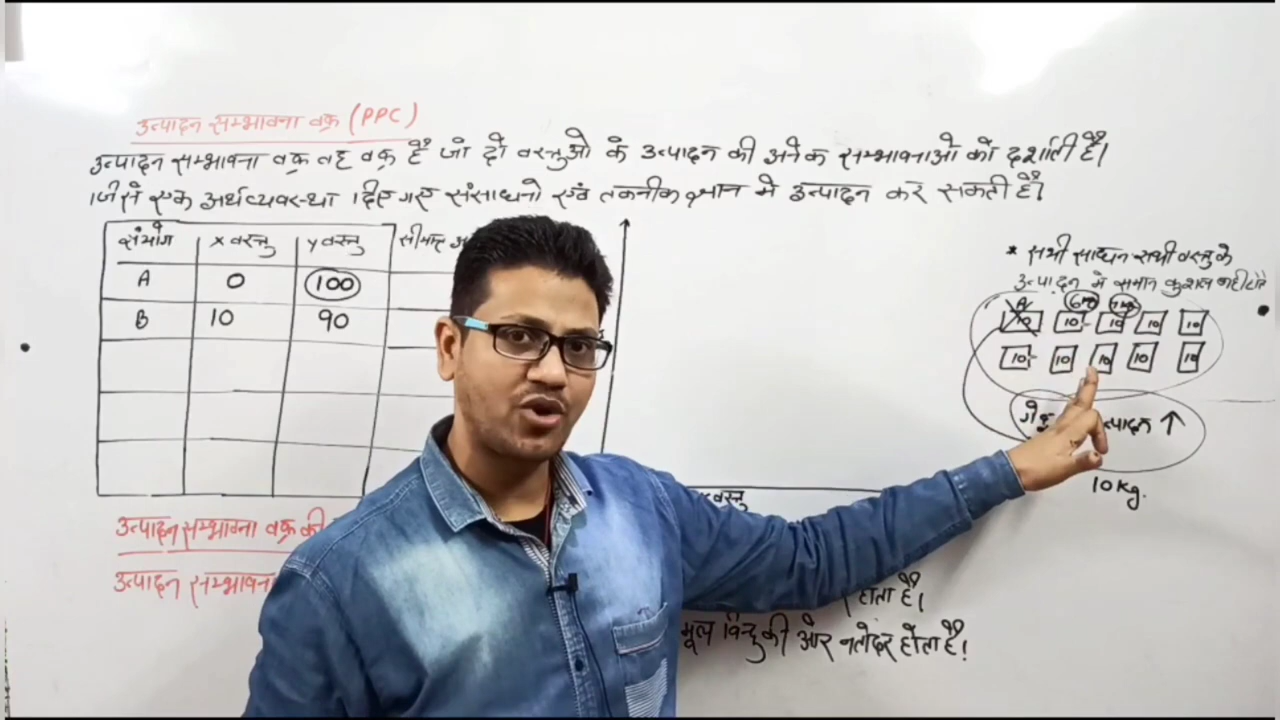 उत्पादन सम्भावना वक्र (PPC)
उत्पादन सम्भावना वक्र वह वक्र है जो दो वस्तुओ के उत्पादन की अनेक सम्भावनाओं को दर्शाती है।
जिसे एक अर्थव्यवस्था दिए गए संसाधनो एवं तकनीक ज्ञान मे उत्पादन कर सकती है।
संयोग X वस्तु Y वस्तु सीमांत
A 0 100
B 10 90
* सभी साधन सभी वस्तु के
उत्पादन मे समान कुशल नही होते
6kg
10 10 10 10 10
10 10 10 10 10
↑
10 kg.
वस्तु
उत्पादन सम्भावना वक्र की
उत्पादन सम्भावना
होता है।
मूल बिन्दु की ओर नतोदर होता है।